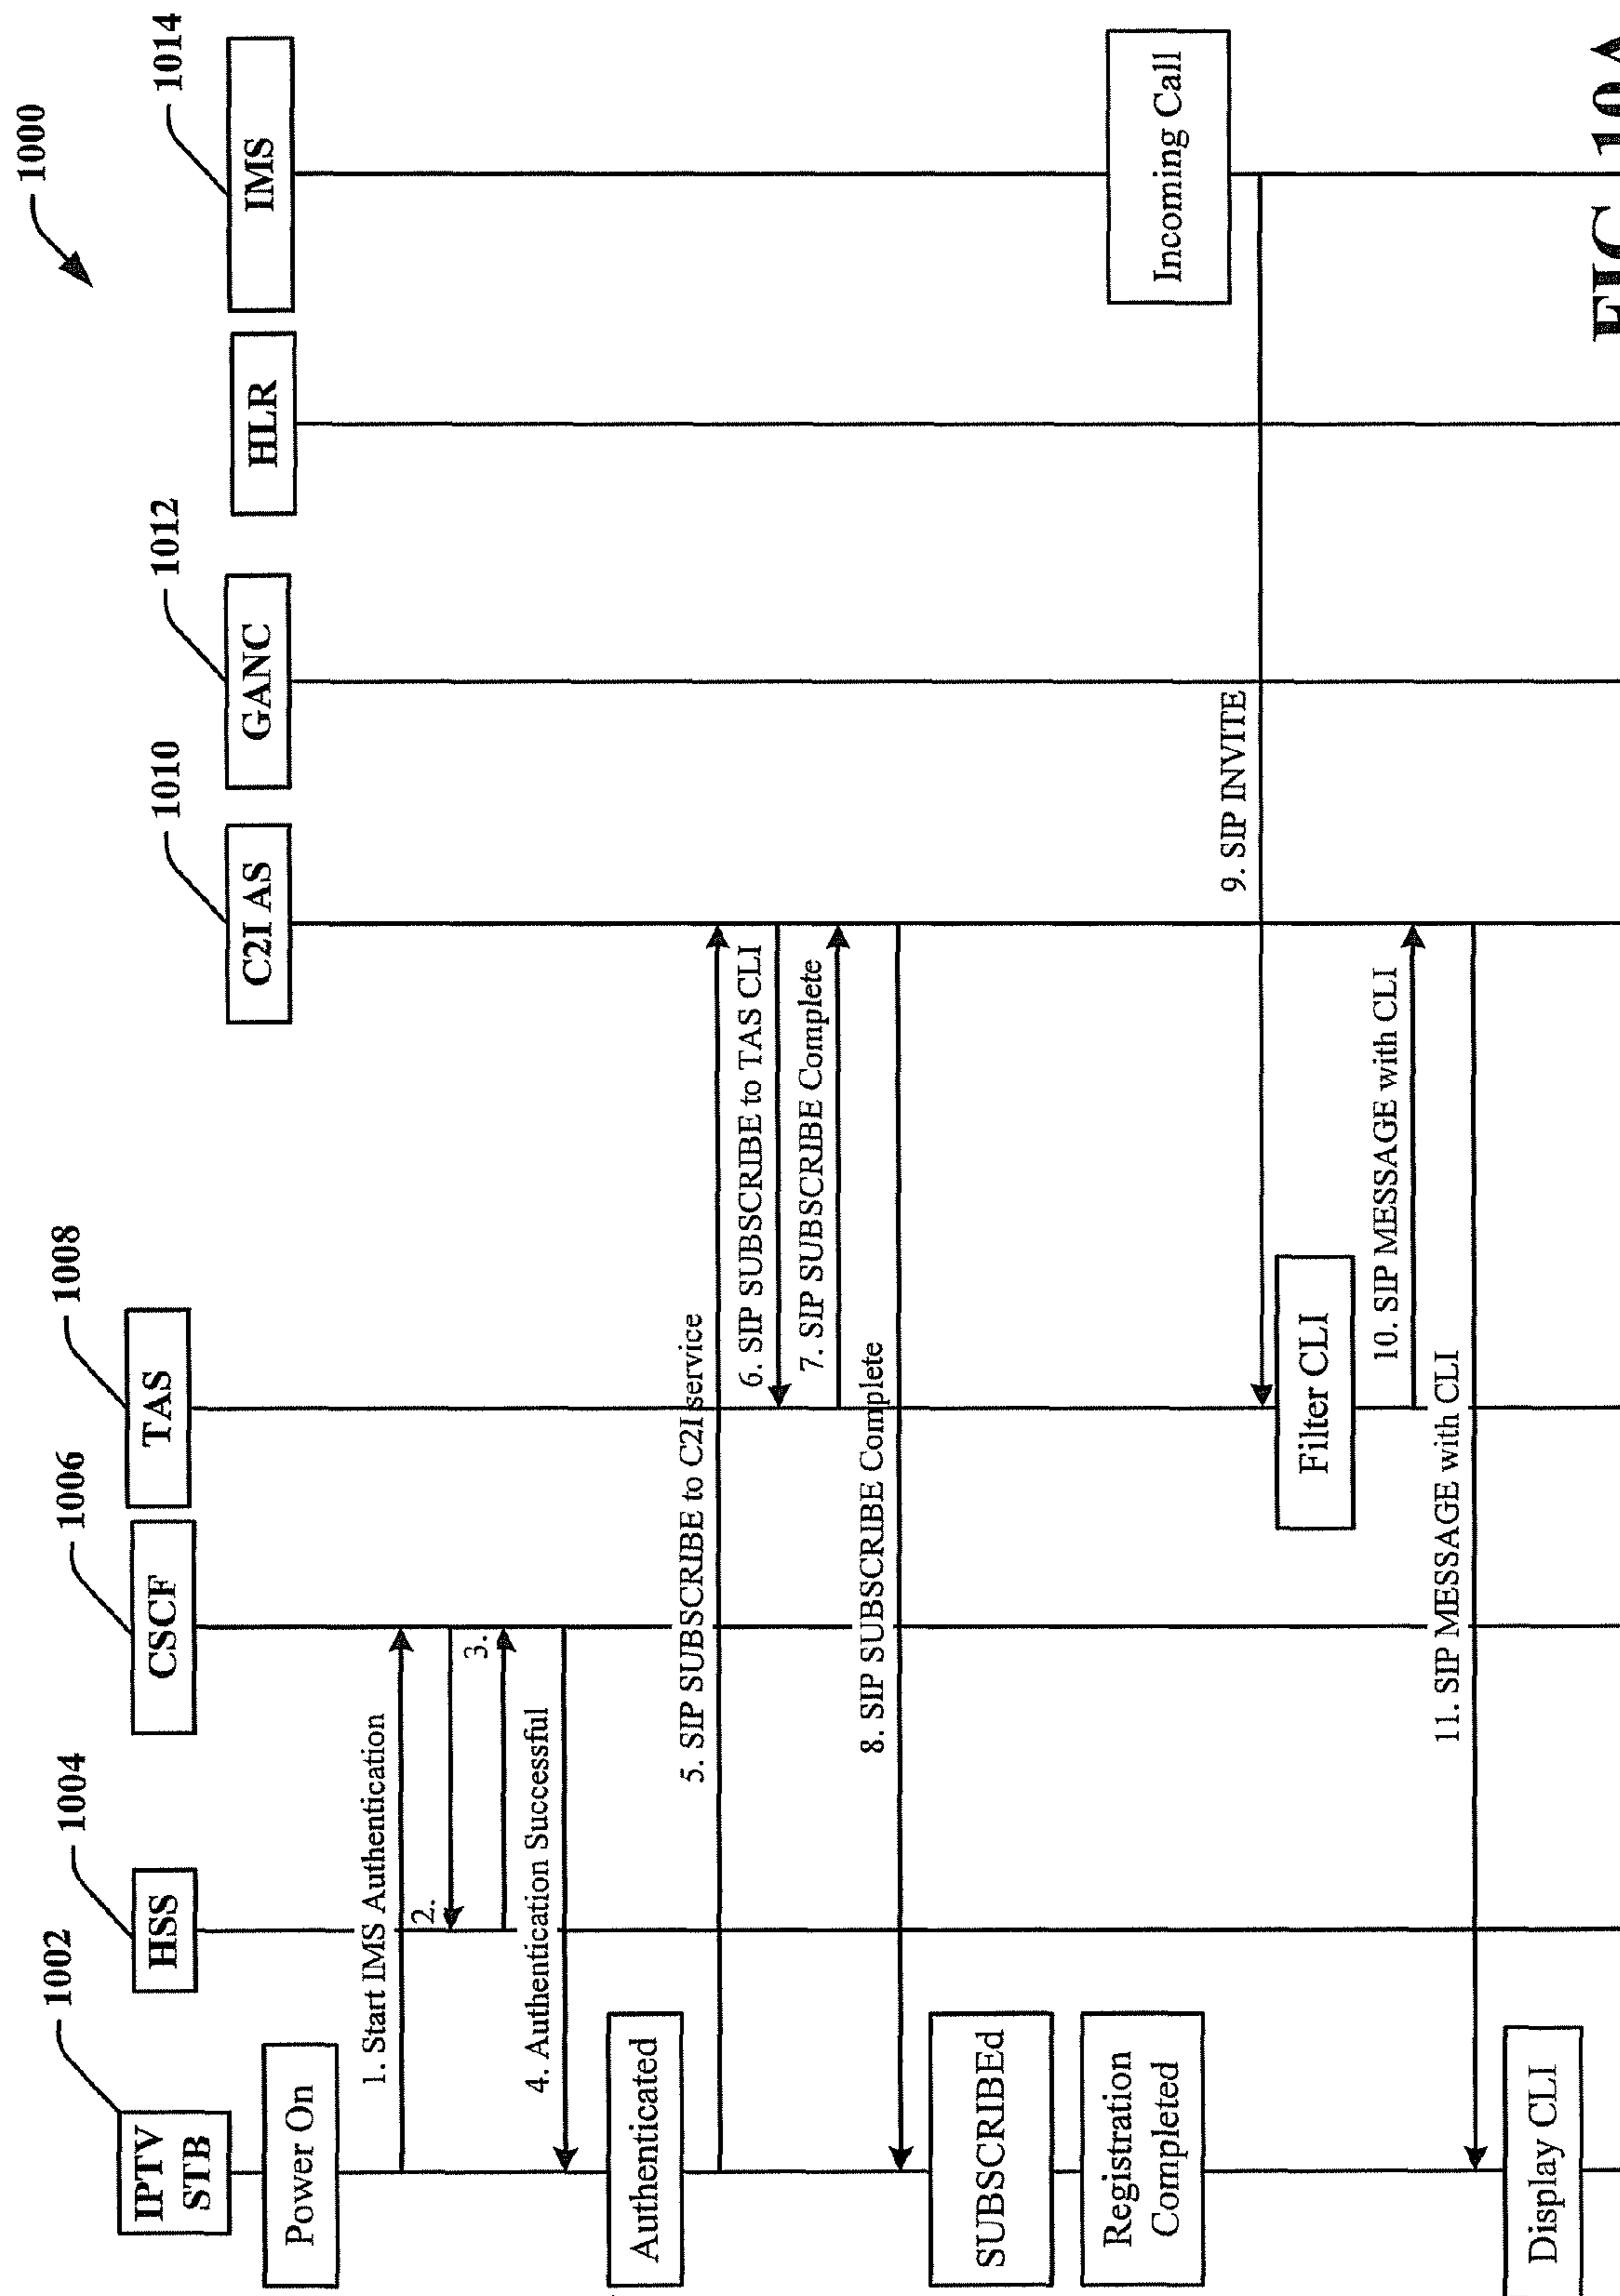 1000
1002
1004
1006
1008
1010
1012
1014
IPTV
STB
HSS
CSCF
TAS
C2I AS
GANC
HLR
IMS
Power On
1. Start IMS Authentication
2.
3.
4. Authentication Successful
Authenticated
5. SIP SUBSCRIBE to C2I service
6. SIP SUBSCRIBE to TAS CLI
7. SIP SUBSCRIBE Complete
8. SIP SUBSCRIBE Complete
SUBSCRIBEd
Registration
Completed
Incoming Call
9. SIP INVITE
Filter CLI
10. SIP MESSAGE with CLI
11. SIP MESSAGE with CLI
Display CLI
FIG. 10A